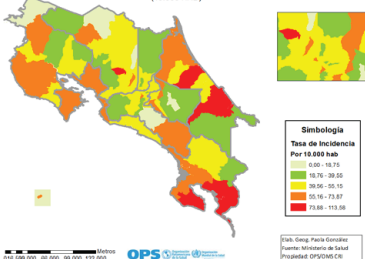 Simbología
Tasa de Incidencia
Por 10.000 hab
0,00 - 18,75
18,76 - 39,55
39,56 - 55,15
55,16 - 73,87
73,88 - 113,58
Metros
OPS
Elab. Geog. Paola González
Fuente: Ministerio de Salud
Propiedad: OPS/OMS CRI